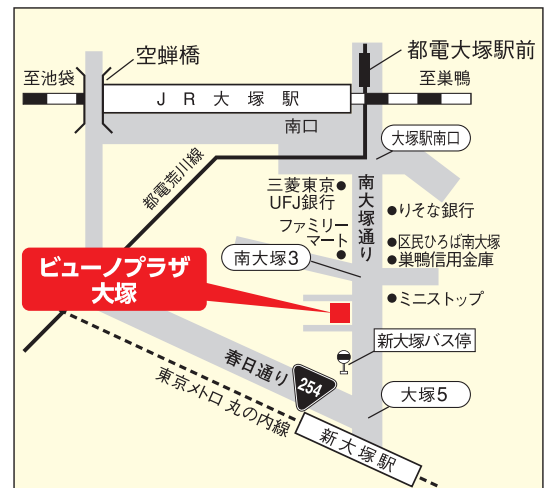 空蝉橋
都電大塚駅前
至池袋
至巣鴨
JR大塚駅
南口
大塚駅南口
都電荒川線
三菱東京
UFJ銀行
南大塚通り
りそな銀行
ファミリー
マート
区民ひろば南大塚
巣鴨信用金庫
南大塚3
ビューノプラザ
大塚
ミニストップ
新大塚バス停
春日通り
254
東京メトロ 丸の内線
大塚5
新大塚駅